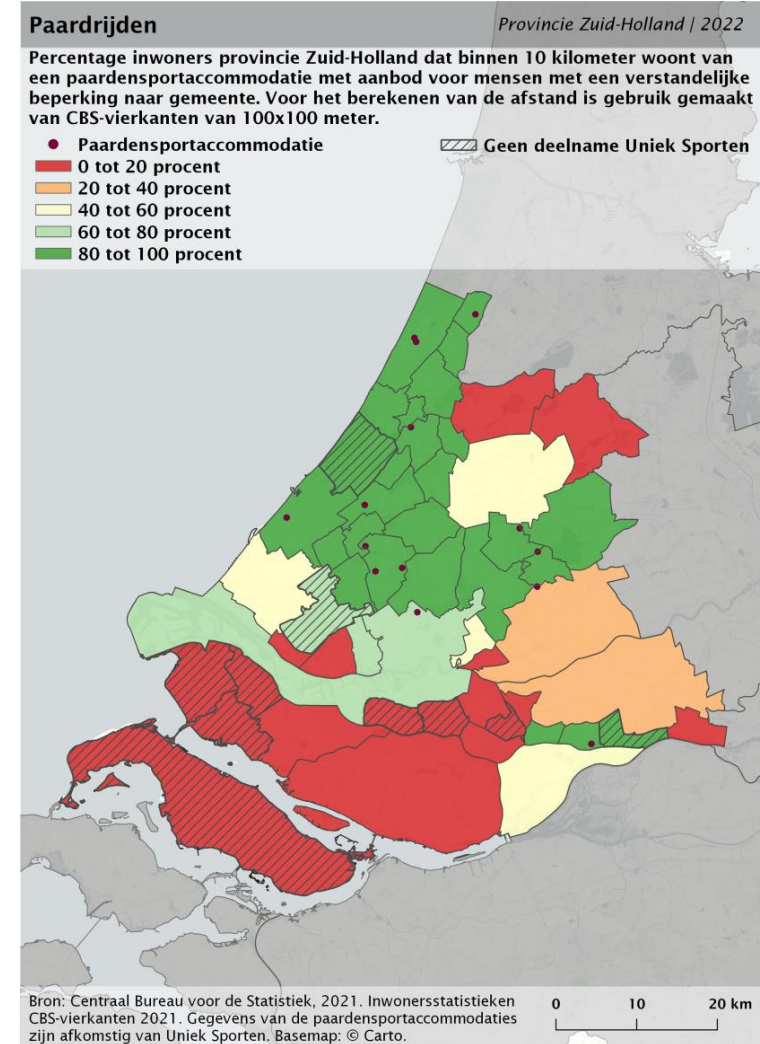 Paardrijden
Provincie Zuid-Holland | 2022
Percentage inwoners provincie Zuid-Holland dat binnen 10 kilometer woont van
een paardensportaccommodatie met aanbod voor mensen met een verstandelijke
beperking naar gemeente. Voor het berekenen van de afstand is gebruik gemaakt
van CBS-vierkanten van 100x100 meter.
Paardensportaccommodatie
Geen deelname Uniek Sporten
0 tot 20 procent
20 tot 40 procent
40 tot 60 procent
60 tot 80 procent
80 tot 100 procent
Bron: Centraal Bureau voor de Statistiek, 2021. Inwonersstatistieken
CBS-vierkanten 2021. Gegevens van de paardensportaccommodaties
zijn afkomstig van Uniek Sporten. Basemap: © Carto.
0 10 20 km